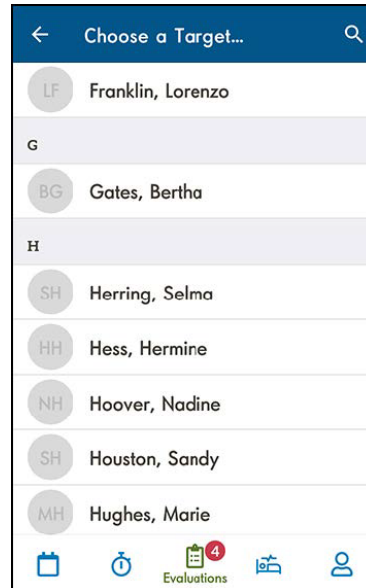 Choose a Target...
LF Franklin, Lorenzo
G
BG Gates, Bertha
H
SH Herring, Selma
HH Hess, Hermine
NH Hoover, Nadine
SH Houston, Sandy
MH Hughes, Marie
4
Evaluations